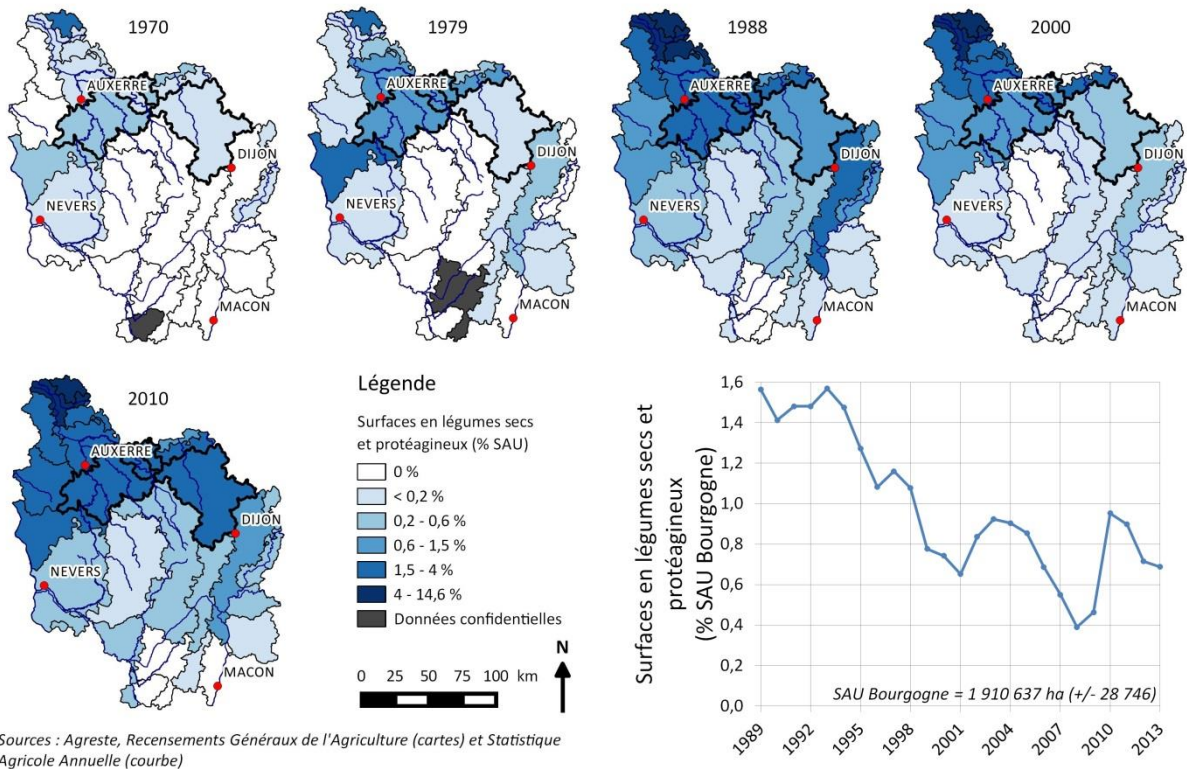 1970
AUXERRE
DIJON
NEVERS
MACON
1979
AUXERRE
DIJON
NEVERS
MACON
1988
AUXERRE
DIJON
NEVERS
MACON
2000
AUXERRE
DIJON
NEVERS
MACON
2010
AUXERRE
DIJON
NEVERS
MACON
Légende
Surfaces en légumes secs
et protéagineux (% SAU)
0 %
< 0,2 %
0,2 - 0,6 %
0,6 - 1,5 %
1,5 - 4 %
4 - 14,6 %
Données confidentielles
N
0 25 50 75 100 km
Surfaces en légumes secs et
protéagineux
(% SAU Bourgogne)
1,6
1,4
1,2
1,0
0,8
0,6
0,4
0,2
0,0
SAU Bourgogne = 1 910 637 ha (+/- 28 746)
1989
1992
1995
1998
2001
2004
2007
2010
2013
Sources : Agreste, Recensements Généraux de l'Agriculture (cartes) et Statistique
Agricole Annuelle (courbe)